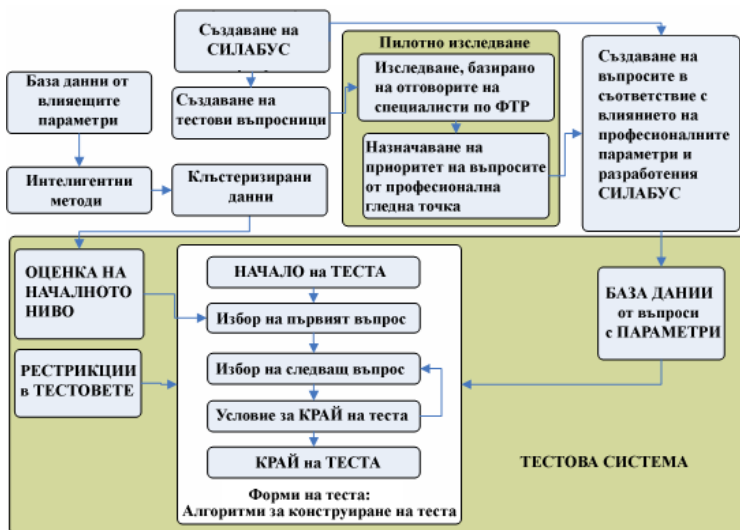 Създаване на
СИЛАБУС
База данни от
влияещите
параметри
Създаване на
тестови въпросници
Интелигентни
методи
Клъстеризирани
данни
Пилотно изследване
Изследване, базирано
на отговорите на
специалисти по ФТР
Назначаване на
приоритет на въпросите
от професионална
гледна точка
Създаване на
въпросите в
съответствие с
влиянието на
професионалните
параметри и
разработения
СИЛАБУС
ОЦЕНКА НА
НАЧАЛНОТО
НИВО
РЕСТРИКЦИИ
в ТЕСТОВЕТЕ
НАЧАЛО на ТЕСТА
Избор на първият въпрос
Избор на следващ въпрос
Условие за КРАЙ на теста
КРАЙ на ТЕСТА
Форми на теста:
Алгоритми за конструиране на теста
БАЗА ДАНИИ
от въпроси
с ПАРАМЕТРИ
ТЕСТОВА СИСТЕМА